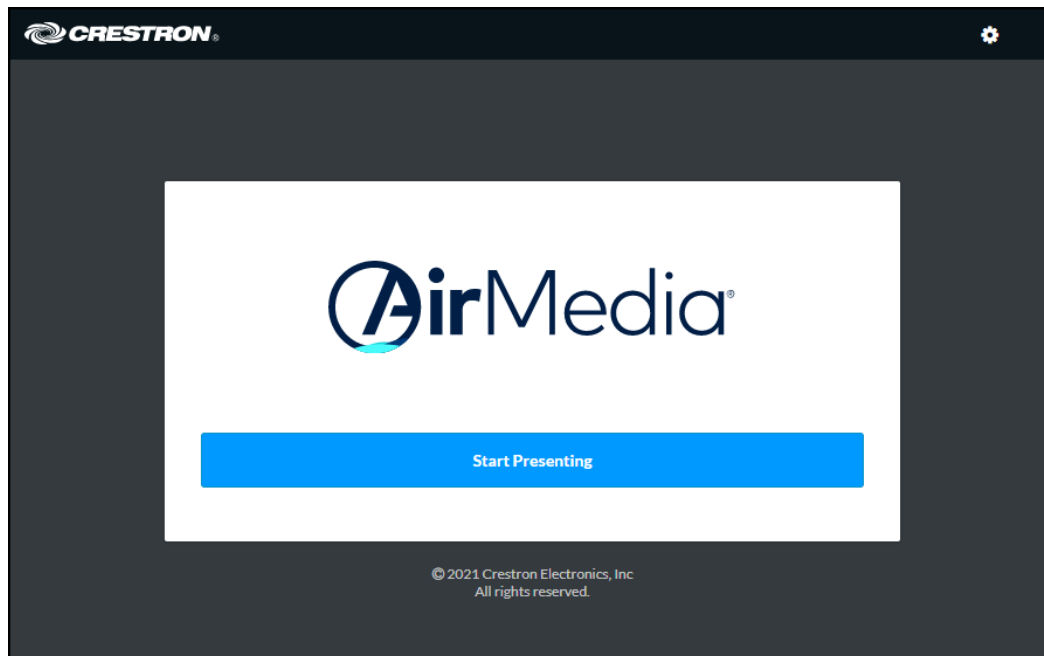 CRESTRON®
AirMedia®
Start Presenting
© 2021 Crestron Electronics, Inc
All rights reserved.